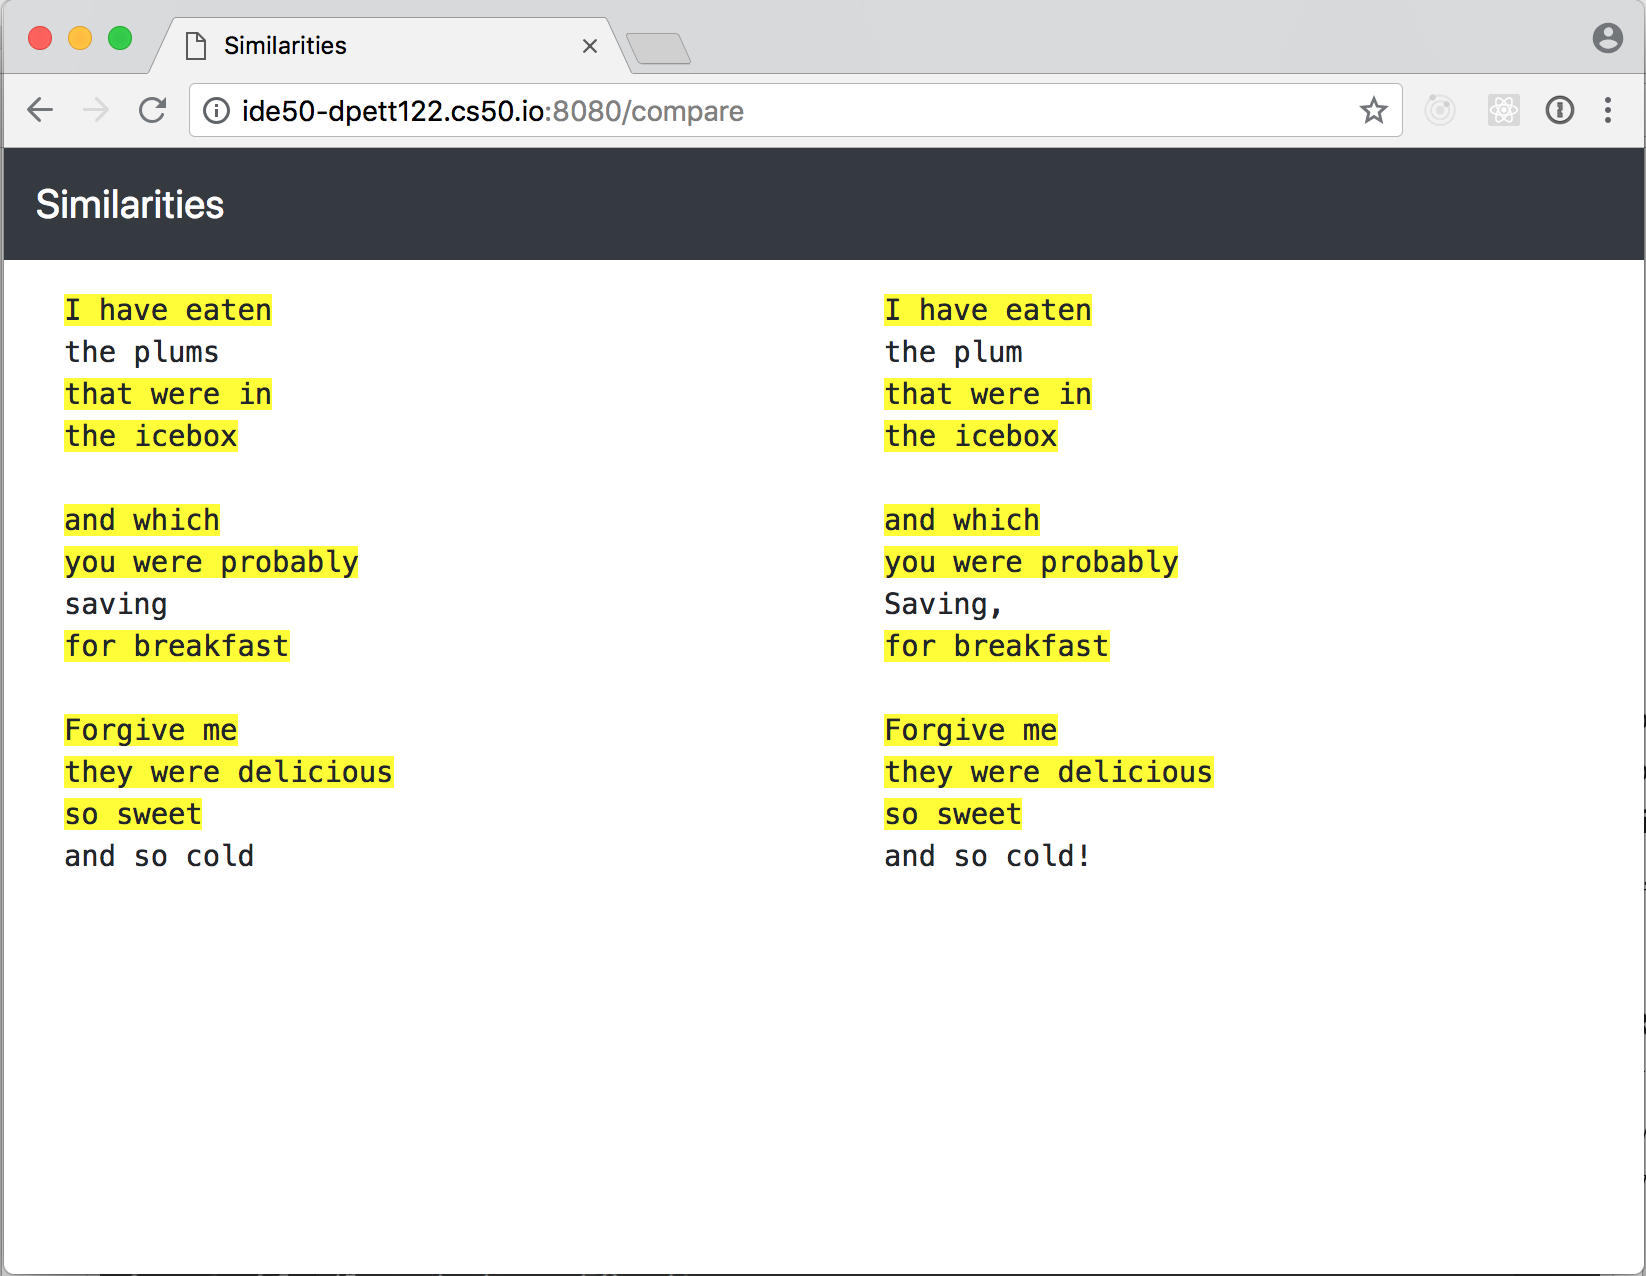 Similarities
ide50-dpett122.cs50.io:8080/compare
Similarities
I have eaten
the plums
that were in
the icebox
and which
you were probably
saving
for breakfast
Forgive me
they were delicious
so sweet
and so cold
I have eaten
the plum
that were in
the icebox
and which
you were probably
Saving,
for breakfast
Forgive me
they were delicious
so sweet
and so cold!